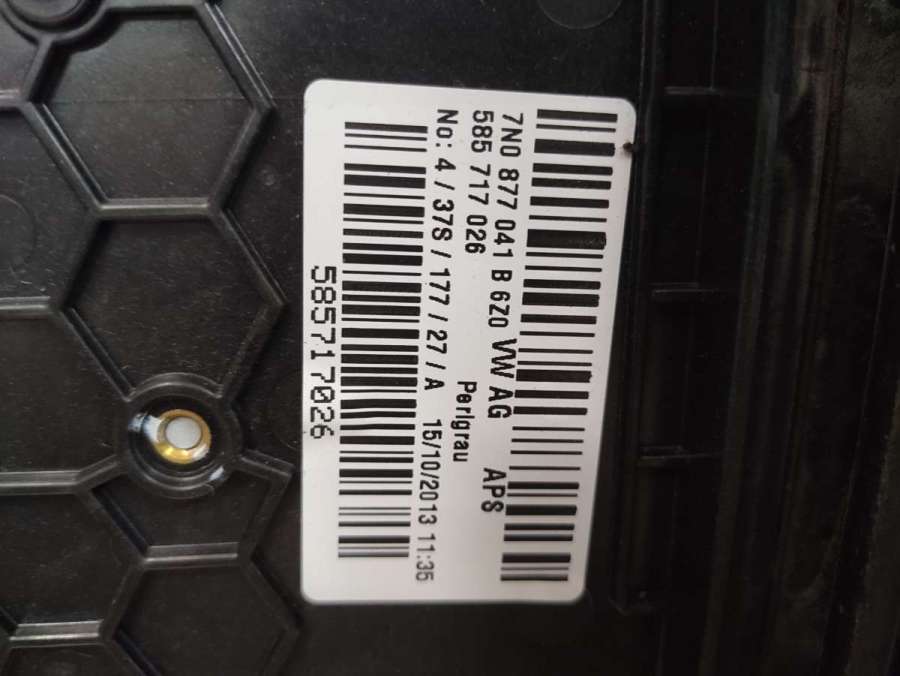 7N0 877 041 B 6Z0 VW AG APS
585 717 026 Perlgrau
No: 4 / 37S / 177 / 27 / A 15/10/2013 11:35
585717026